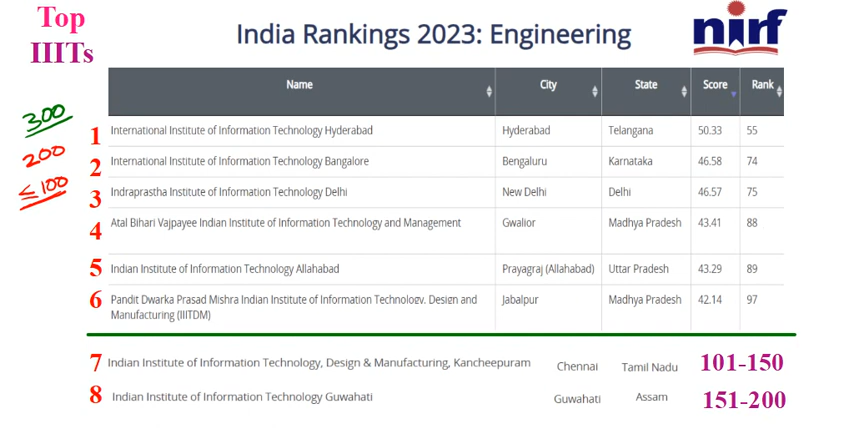 Top
IIITs
India Rankings 2023: Engineering
nirf
Name City State Score Rank
300
200
≤ 100
1 International Institute of Information Technology Hyderabad Hyderabad Telangana 50.33 55
2 International Institute of Information Technology Bangalore Bengaluru Karnataka 46.58 74
3 Indraprastha Institute of Information Technology Delhi New Delhi Delhi 46.57 75
4 Atal Bihari Vajpayee Indian Institute of Information Technology and Management Gwalior Madhya Pradesh 43.41 88
5 Indian Institute of Information Technology Allahabad Prayagraj (Allahabad) Uttar Pradesh 43.29 89
6 Pandit Dwarka Prasad Mishra Indian Institute of Information Technology, Design and Jabalpur Madhya Pradesh 42.14 97
Manufacturing (IIITDM)
7 Indian Institute of Information Technology, Design & Manufacturing, Kancheepuram Chennai Tamil Nadu 101-150
8 Indian Institute of Information Technology Guwahati Guwahati Assam 151-200